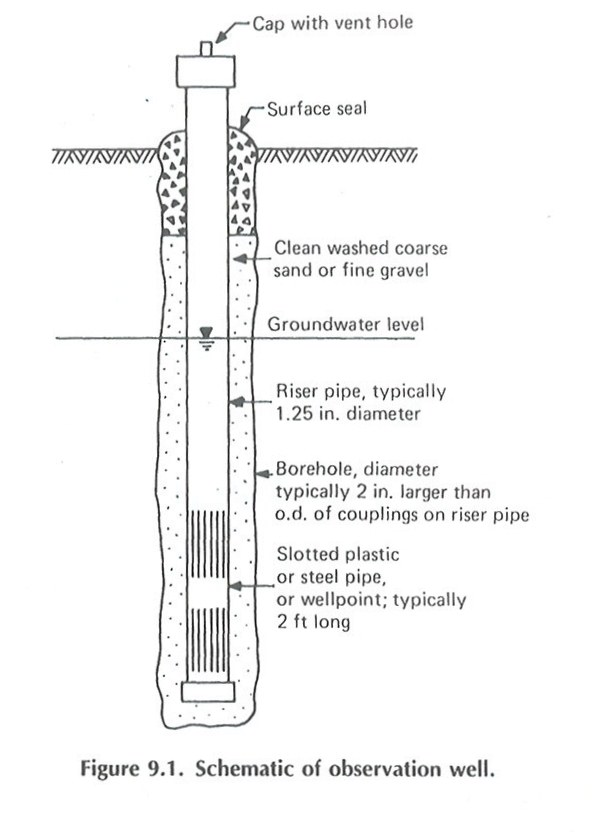 Cap with vent hole
Surface seal
Clean washed coarse
sand or fine gravel
Groundwater level
Riser pipe, typically
1.25 in. diameter
Borehole, diameter
typically 2 in. larger than
o.d. of couplings on riser pipe
Slotted plastic
or steel pipe,
or wellpoint; typically
2 ft long
Figure 9.1. Schematic of observation well.